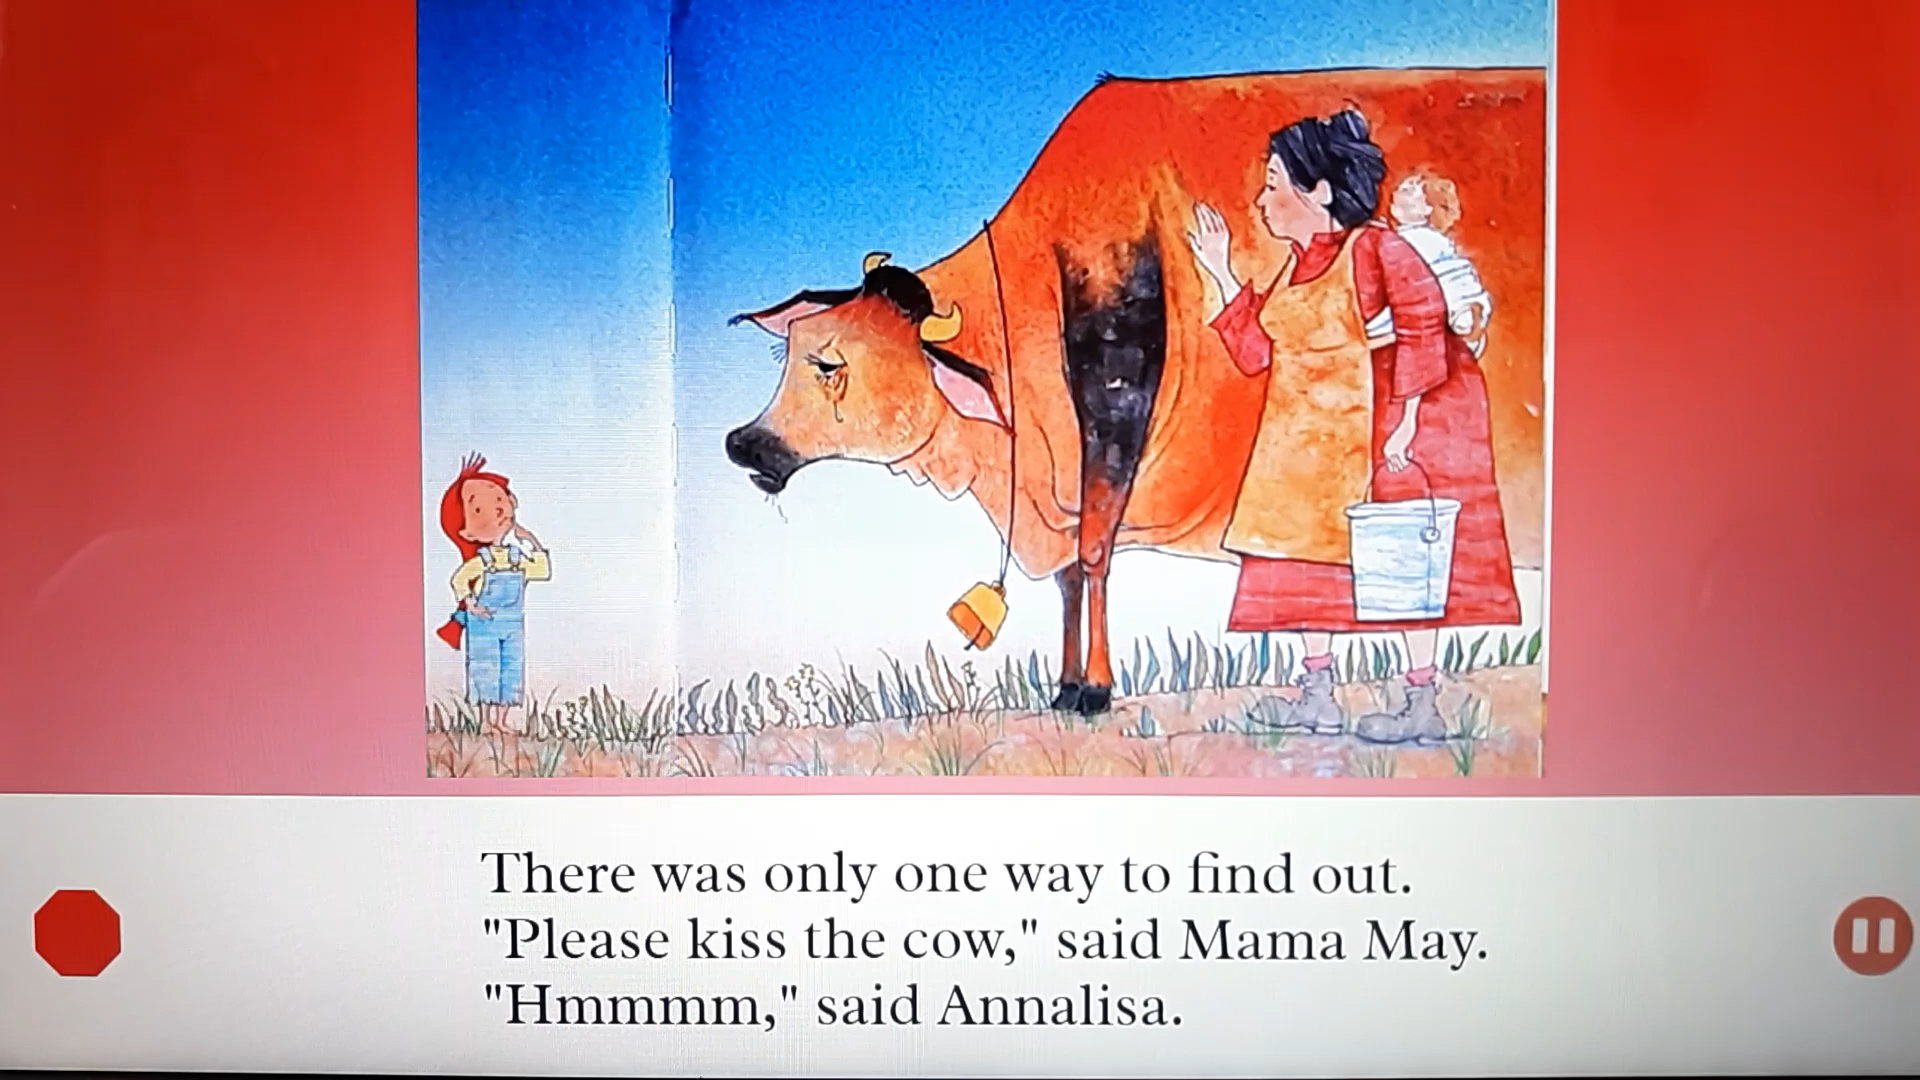 There was only one way to find out.
"Please kiss the cow," said Mama May.
"Hmmmm," said Annalisa.